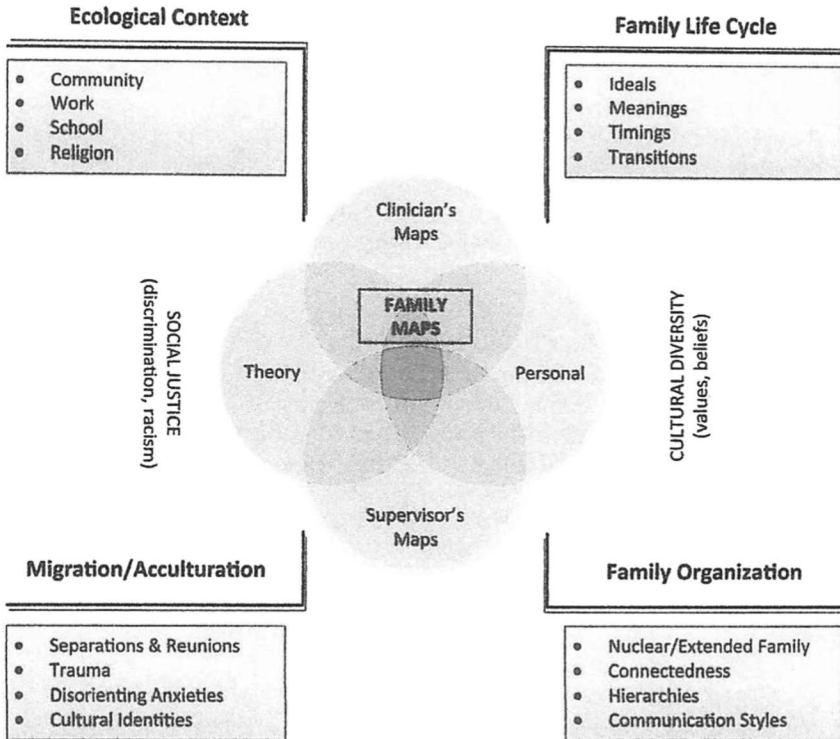 Ecological Context
• Community
• Work
• School
• Religion
Family Life Cycle
• Ideals
• Meanings
• Timings
• Transitions
Clinician's
Maps
FAMILY
MAPS
Theory
Personal
Supervisor's
Maps
SOCIAL JUSTICE
(discrimination, racism)
CULTURAL DIVERSITY
(values, beliefs)
Migration/Acculturation
• Separations & Reunions
• Trauma
• Disorienting Anxieties
• Cultural Identities
Family Organization
• Nuclear/Extended Family
• Connectedness
• Hierarchies
• Communication Styles